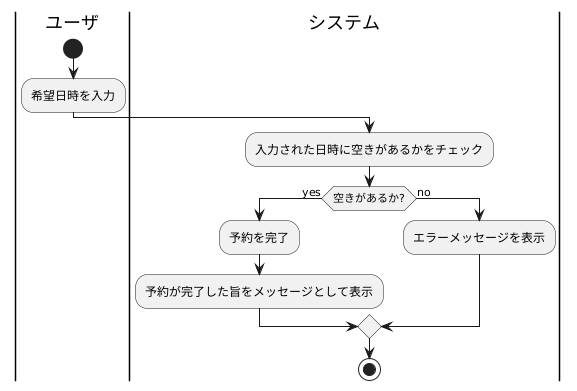 ユーザ
システム
希望日時を入力
入力された日時に空きがあるかをチェック
yes
空きがあるか?
no
予約を完了
エラーメッセージを表示
予約が完了した旨をメッセージとして表示